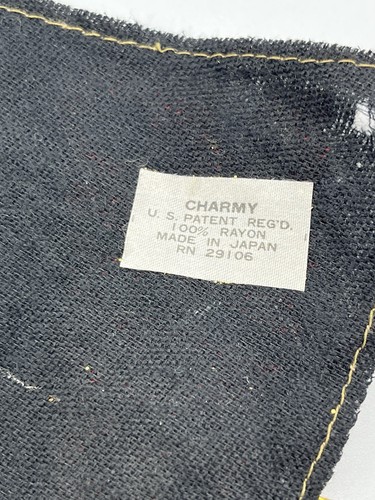 CHARMY
U. S. PATENT REG'D.
100% RAYON
MADE IN JAPAN
RN 29106